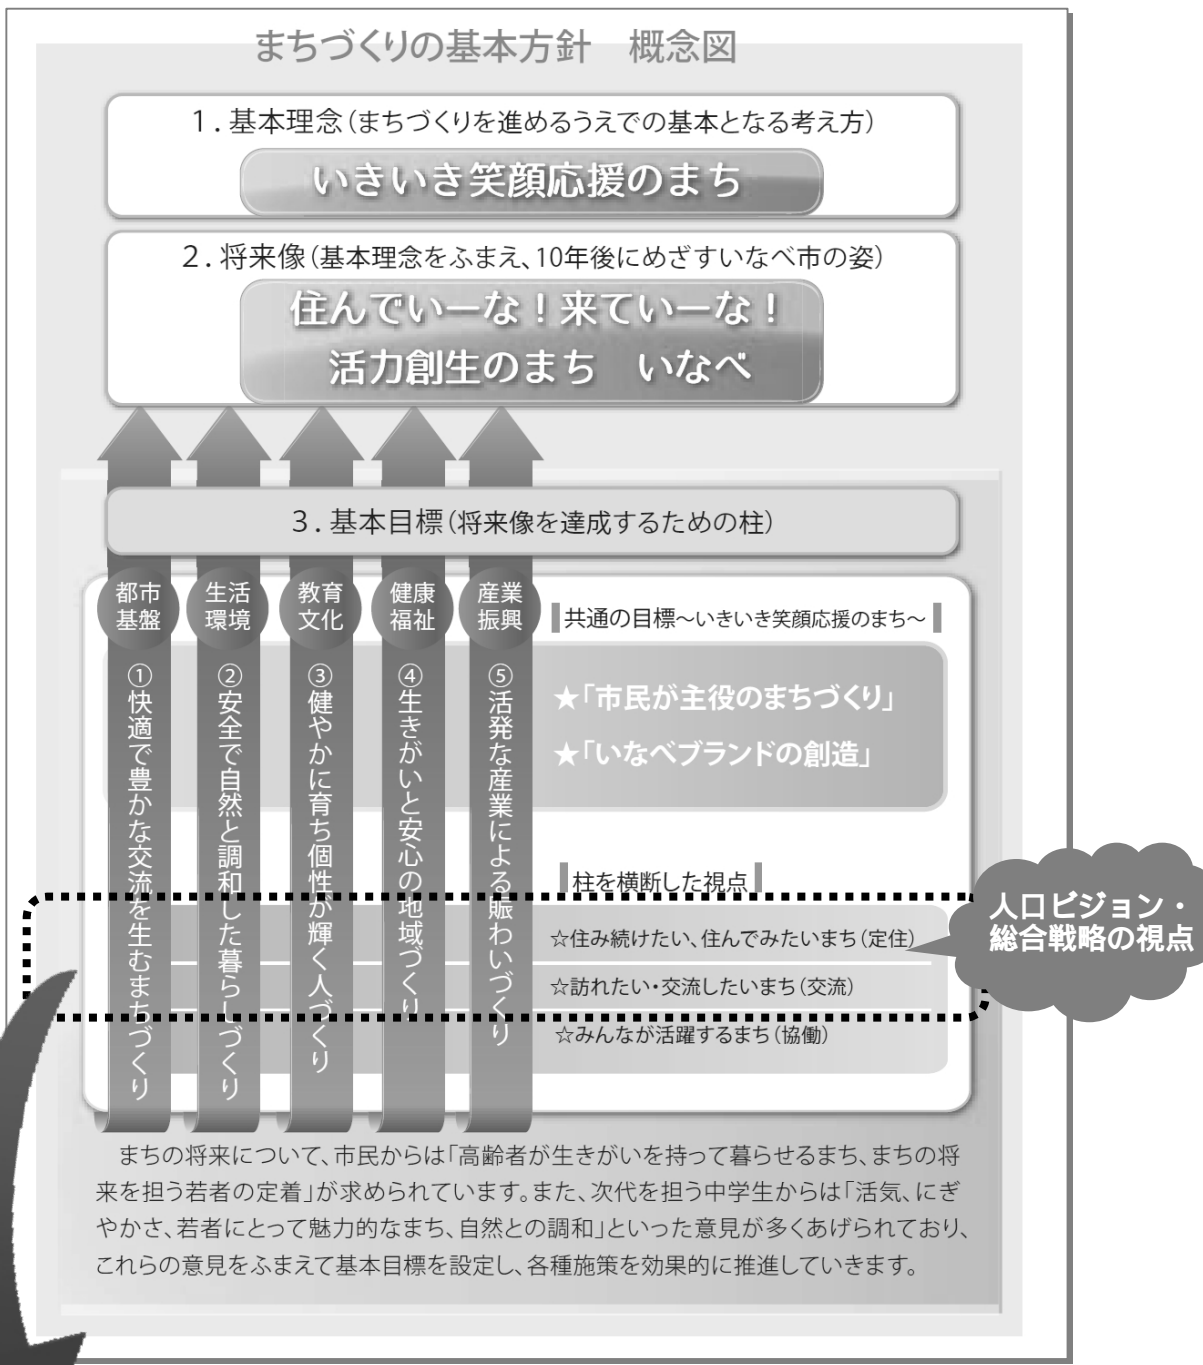 まちづくりの基本方針　概念図
１．基本理念（まちづくりを進めるうえでの基本となる考え方）
いきいき笑顔応援のまち
２．将来像（基本理念をふまえ、10年後にめざすいなべ市の姿）
住んでいーな！来ていーな！
活力創生のまち　いなべ
３．基本目標（将来像を達成するための柱）
都市
基盤
生活
環境
教育
文化
健康
福祉
産業
振興
①快適で豊かな交流を生むまちづくり
②安全で自然と調和した暮らしづくり
③健やかに育ち個性が輝く人づくり
④生きがいと安心の地域づくり
⑤活発な産業による賑わいづくり
共通の目標～いきいき笑顔応援のまち～
★「市民が主役のまちづくり」
★「いなべブランドの創造」
柱を横断した視点
☆住み続けたい、住んでみたいまち（定住）
☆訪れたい・交流したいまち（交流）
☆みんなが活躍するまち（協働）
人口ビジョン・
総合戦略の視点
まちの将来について、市民からは「高齢者が生きがいを持って暮らせるまち、まちの将
来を担う若者の定着」が求められています。また、次代を担う中学生からは「活気、にぎ
やかさ、若者にとって魅力的なまち、自然との調和」といった意見が多くあげられており、
これらの意見をふまえて基本目標を設定し、各種施策を効果的に推進していきます。